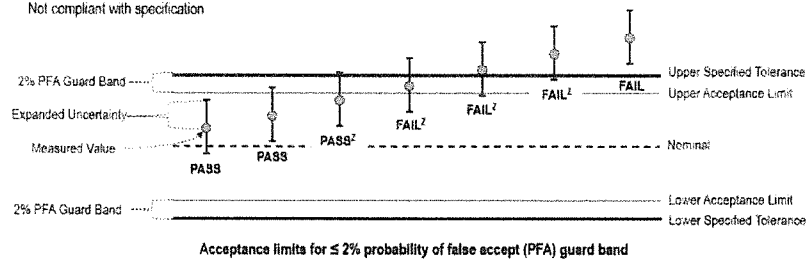 Not compliant with specification
Upper Specified Tolerance
2% PFA Guard Band
Upper Acceptance Limit
FAIL
FAIL²
FAIL²
Expanded Uncertainty
FAIL²
PASS²
Measured Value
Nominal
PASS
PASS
Lower Acceptance Limit
2% PFA Guard Band
Lower Specified Tolerance
Acceptance limits for ≤ 2% probability of false accept (PFA) guard band